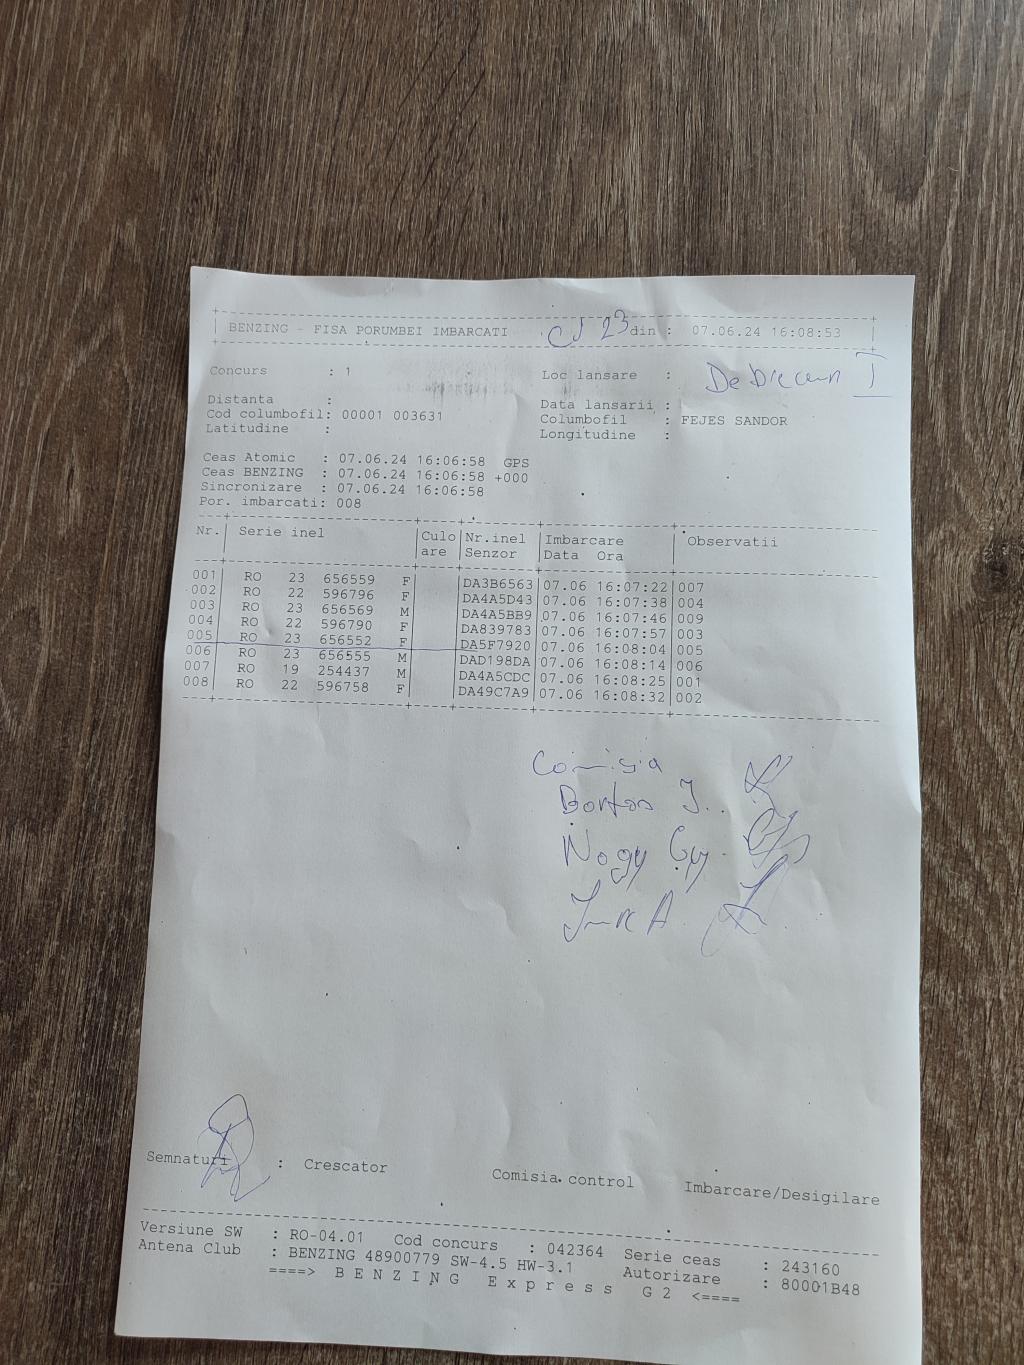 BENZING - FISA PORUMBEI IMBARCATI CJ 23 din : 07.06.24 16:08:53
Concurs : 1 Loc lansare : Debrecen I
Distanta : Data lansarii :
Cod columbofil: 00001 003631 Columbofil : FEJES SANDOR
Latitudine : Longitudine :
Ceas Atomic : 07.06.24 16:06:58 GPS
Ceas BENZING : 07.06.24 16:06:58 +000
Sincronizare : 07.06.24 16:06:58
Por. imbarcati: 008
Nr. Serie inel Culo Nr.inel Imbarcare Observatii
are Senzor Data Ora
001 RO 23 656559 F DA3B6563 07.06 16:07:22 007
002 RO 22 596796 F DA4A5D43 07.06 16:07:38 004
003 RO 23 656569 M DA4A5BB9 07.06 16:07:46 009
004 RO 22 596790 F DA839783 07.06 16:07:57 003
005 RO 23 656552 F DA5F7920 07.06 16:08:04 005
006 RO 23 656555 M DAD198DA 07.06 16:08:14 006
007 RO 19 254437 M DA4A5CDC 07.06 16:08:25 001
008 RO 22 596758 F DA49C7A9 07.06 16:08:32 002
Comisia
J.
Nagy Gy.
A.
Semnaturi : Crescator Comisia control Imbarcare/Desigilare
Versiune SW : RO-04.01 Cod concurs : 042364 Serie ceas : 243160
Antena Club : BENZING 48900779 SW-4.5 HW-3.1 Autorizare : 80001B48
====> B E N Z I N G E x p r e s s G 2 <====